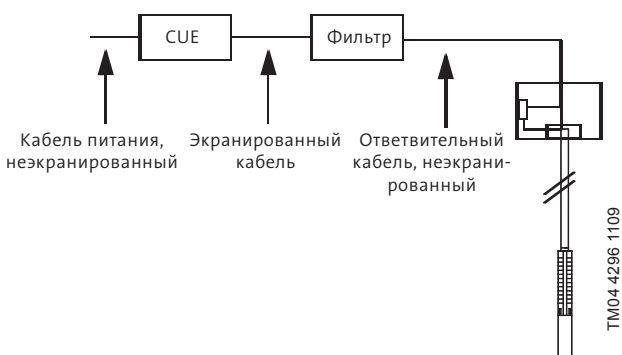 CUE
Фильтр
Кабель питания,
неэкранированный
Экранированный
кабель
Ответвительный
кабель, неэкрани-
рованный
TM04 4296 1109